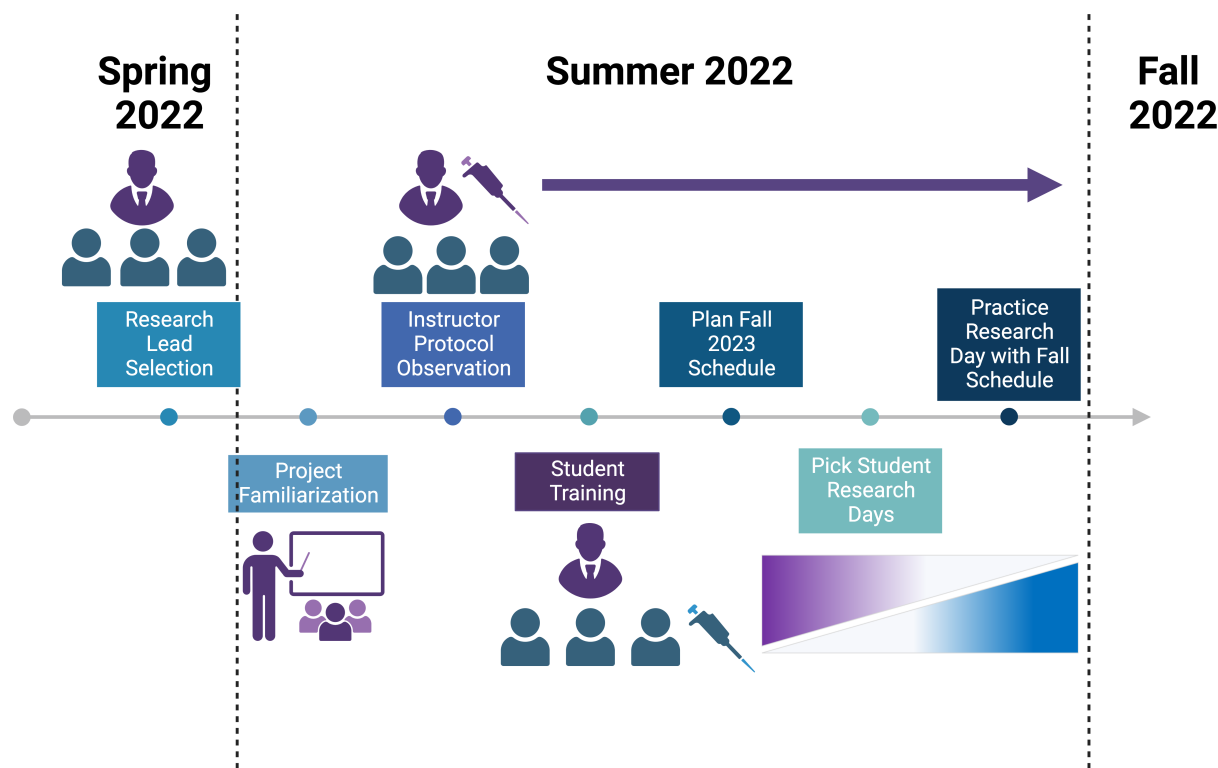 Spring
2022
Summer 2022
Fall
2022
Research
Lead
Selection
Instructor
Protocol
Observation
Plan Fall
2023
Schedule
Practice
Research
Day with Fall
Schedule
Project
Familiarization
Student
Training
Pick Student
Research
Days